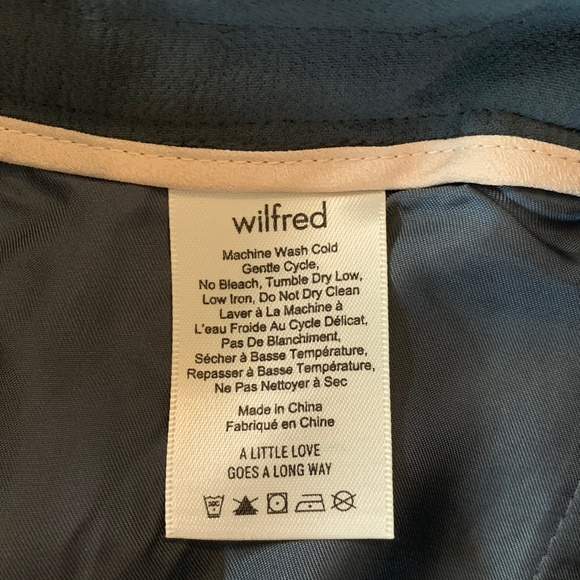 wilfred
Machine Wash Cold
Gentle Cycle,
No Bleach, Tumble Dry Low,
Low Iron, Do Not Dry Clean
Laver à La Machine à
L'eau Froide Au Cycle Délicat,
Pas De Blanchiment,
Sécher à Basse Température,
Repasser à Basse Température,
Ne Pas Nettoyer à Sec
Made in China
Fabriqué en Chine
A LITTLE LOVE
GOES A LONG WAY
30C